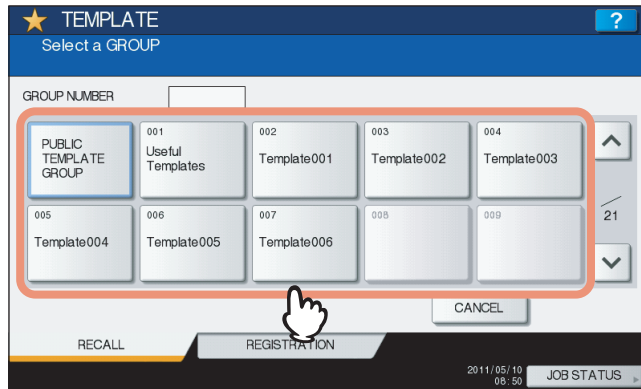 TEMPLATE
?
Select a GROUP
GROUP NUMBER
PUBLIC
TEMPLATE
GROUP
001
Useful
Templates
002
Template001
003
Template002
004
Template003
005
Template004
006
Template005
007
Template006
008
009
21
CANCEL
RECALL
REGISTRATION
2011/05/10
08:50
JOB STATUS